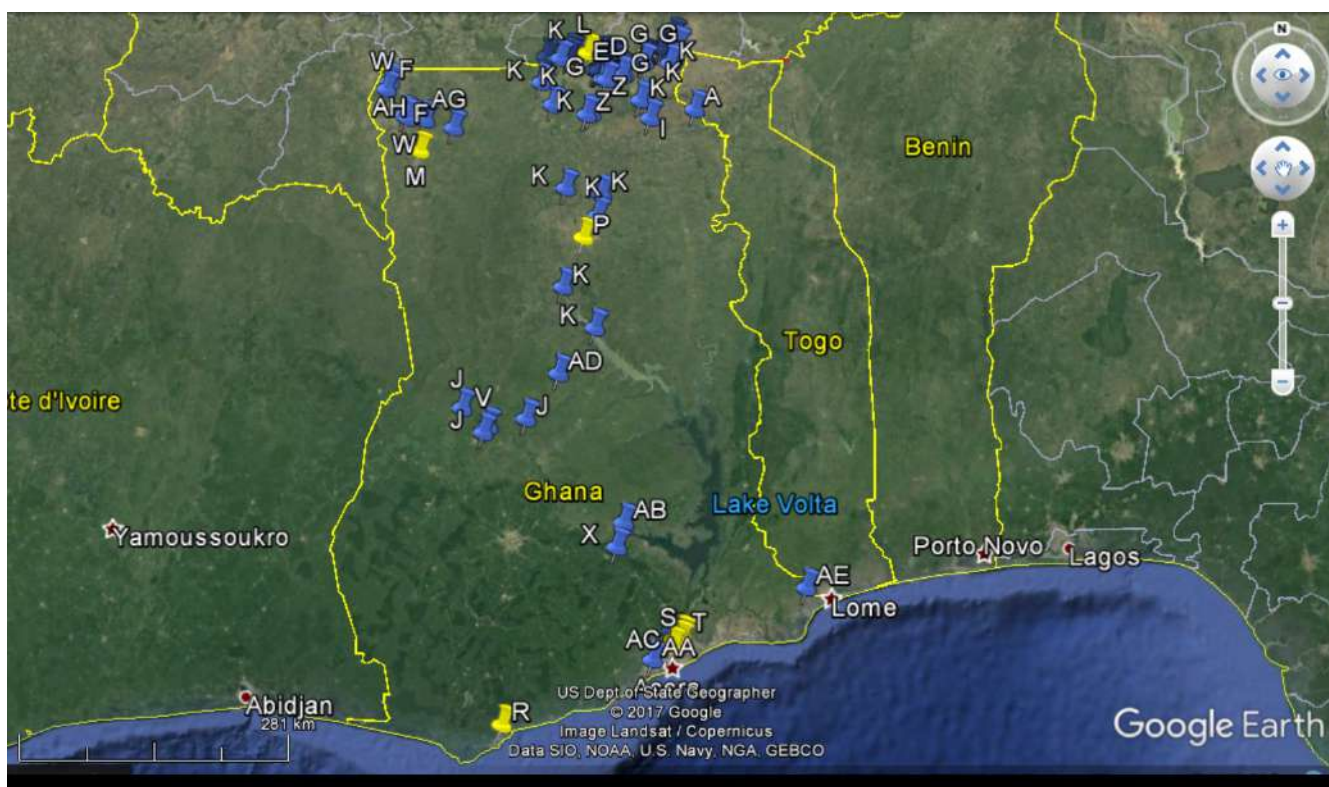 N
K
L
G
G
W
F
K
E
D
K
G
G
K
K
Z
K
K
AH
F
AG
K
Z
I
A
W
M
Benin
K
K
K
P
K
K
Togo
AD
te d'Ivoire
J
V
J
J
Ghana
AB
Lake Volta
X
Yamoussoukro
Porto Novo
Lagos
AE
Lome
S
T
AC
AA
Abidjan
281 km
R
US Dept of State Geographer
© 2017 Google
Image Landsat / Copernicus
Data SIO, NOAA, U.S. Navy, NGA, GEBCO
Google Earth